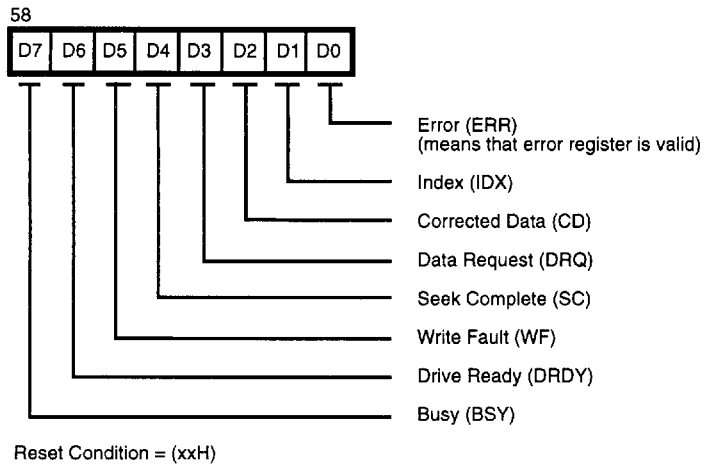 58
D7 D6 D5 D4 D3 D2 D1 D0
Error (ERR)
(means that error register is valid)
Index (IDX)
Corrected Data (CD)
Data Request (DRQ)
Seek Complete (SC)
Write Fault (WF)
Drive Ready (DRDY)
Busy (BSY)
Reset Condition = (xxH)